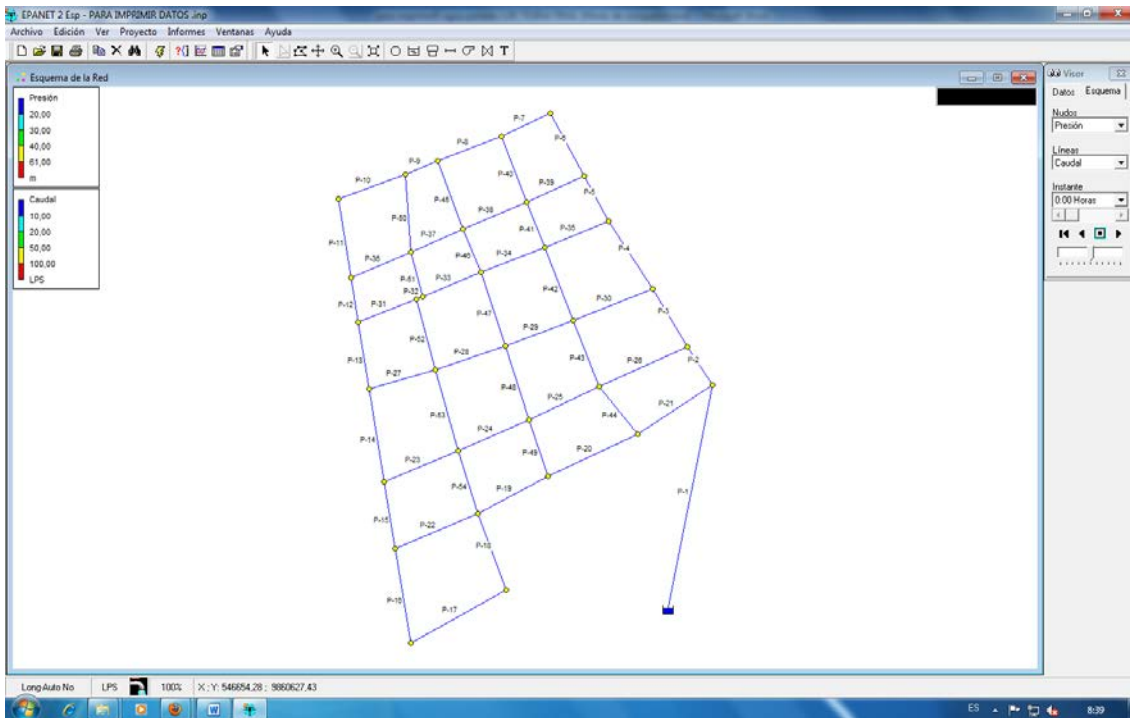 EPANET 2 Esp - PARA IMPRIMIR DATOS .inp
Archivo Edición Ver Proyecto Informes Ventanas Ayuda
T
Esquema de la Red
Presión
20,00
30,00
40,00
61,00
m
Caudal
10,00
20,00
50,00
100,00
LPS
P-7
P-8
P-6
P-9
P-10
P-40
P-39
P-45
P-5
P-50
P-38
P-41
P-35
P-37
P-11
P-4
P-36
P-46
P-34
P-51
P-33
P-32
P-42
P-30
P-12
P-31
P-3
P-47
P-29
P-52
P-28
P-43
P-26
P-2
P-13
P-27
P-48
P-25
P-21
P-44
P-53
P-24
P-14
P-20
P-23
P-49
P-54
P-19
P-1
P-15
P-22
P-18
P-16
P-17
Visor
Datos Esquema
Nudos
Presión
Líneas
Caudal
Instante
0:00 Horas
Long-Auto No LPS 100% X ; Y: 546654,28 ; 9860627,43
ES 8:39